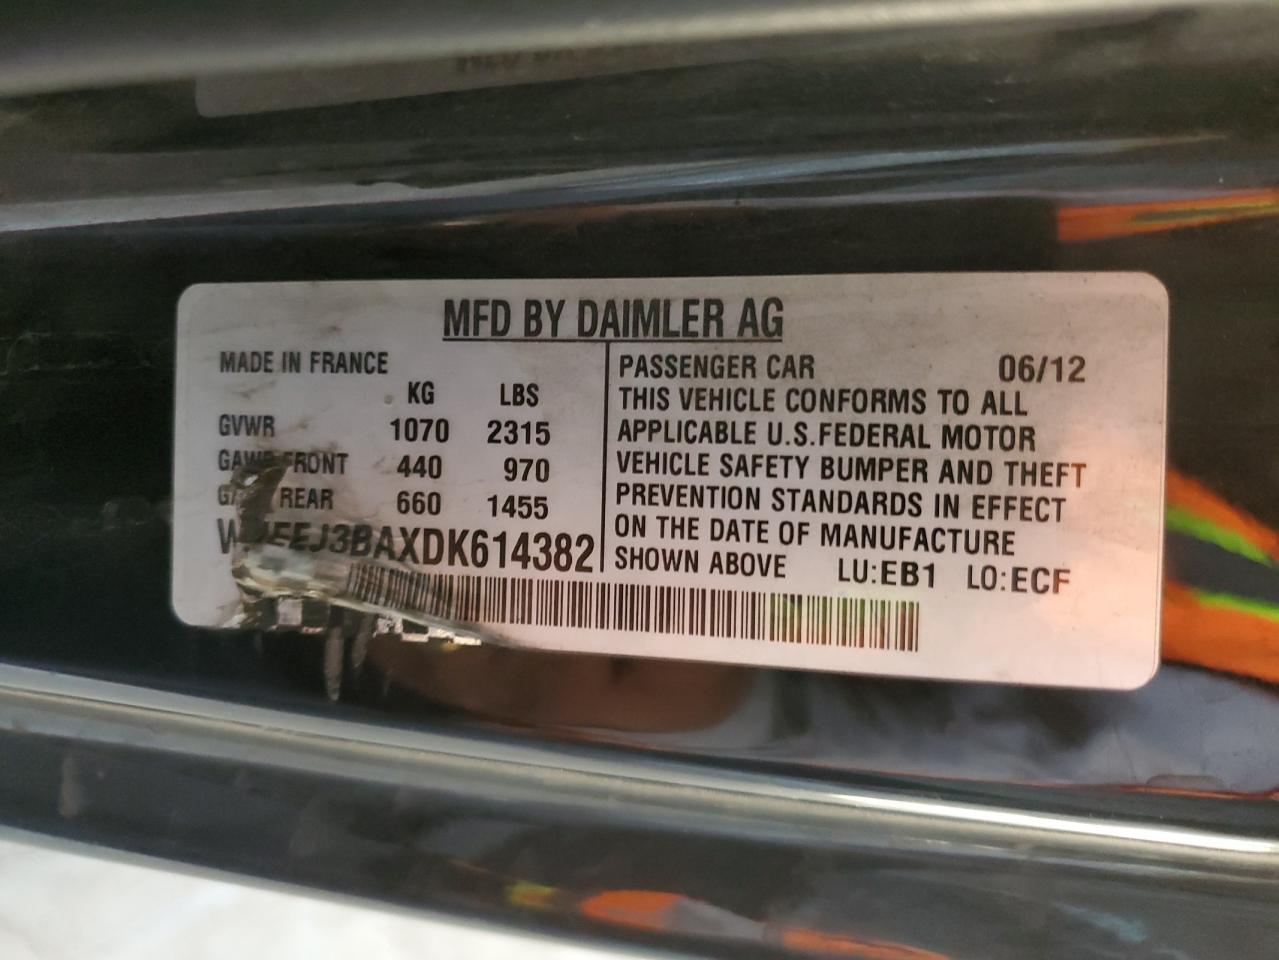 MFD BY DAIMLER AG
MADE IN FRANCE
KG LBS
GVWR 1070 2315
GAWR FRONT 440 970
REAR 660 1455
PASSENGER CAR 06/12
THIS VEHICLE CONFORMS TO ALL
APPLICABLE U.S.FEDERAL MOTOR
VEHICLE SAFETY BUMPER AND THEFT
PREVENTION STANDARDS IN EFFECT
ON THE DATE OF MANUFACTURE
SHOWN ABOVE LU:EB1 LO:ECF